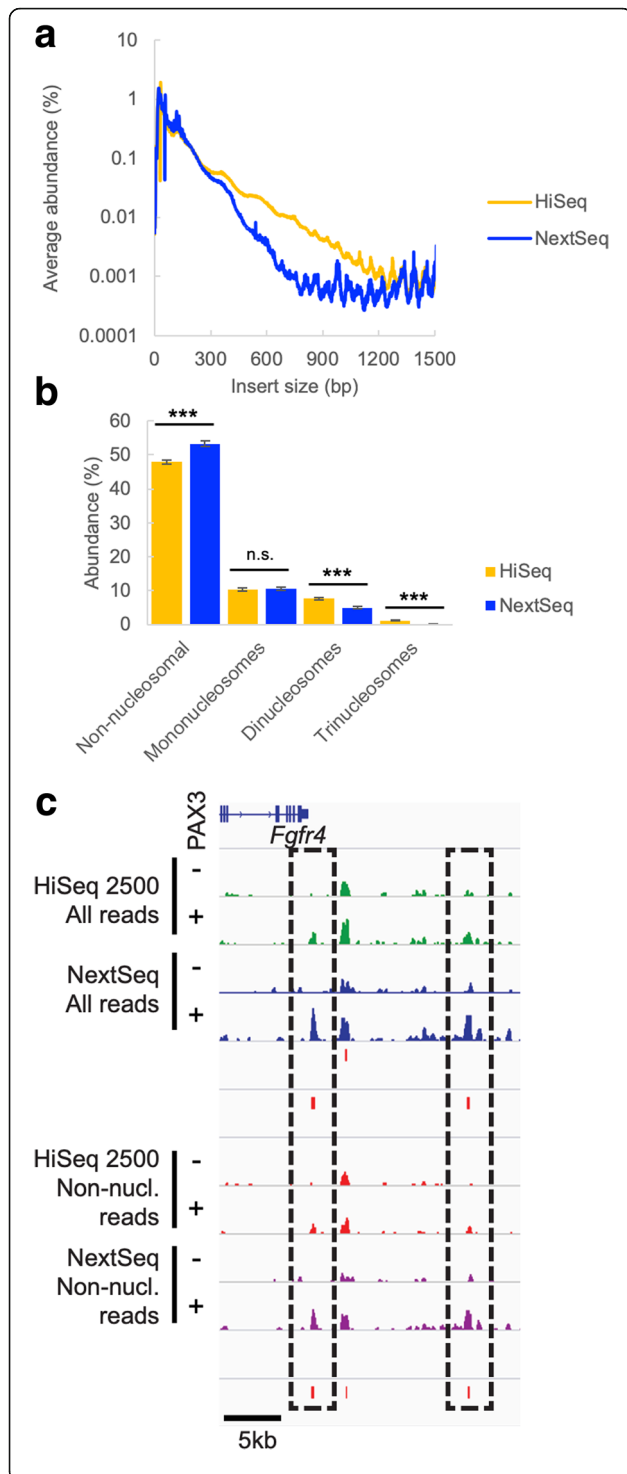 a
10
1
0.1
0.01
0.001
0.0001
Average abundance (%)
0 300 600 900 1200 1500
Insert size (bp)
HiSeq
NextSeq
b
60
50
40
30
20
10
0
Abundance (%)
***
n.s.
***
***
Non-nucleosomal
Mononucleosomes
Dinucleosomes
Trinucleosomes
HiSeq
NextSeq
c
PAX3
Fgfr4
HiSeq 2500
All reads
-
+
NextSeq
All reads
-
+
HiSeq 2500
Non-nucl.
reads
-
+
NextSeq
Non-nucl.
reads
-
+
5kb